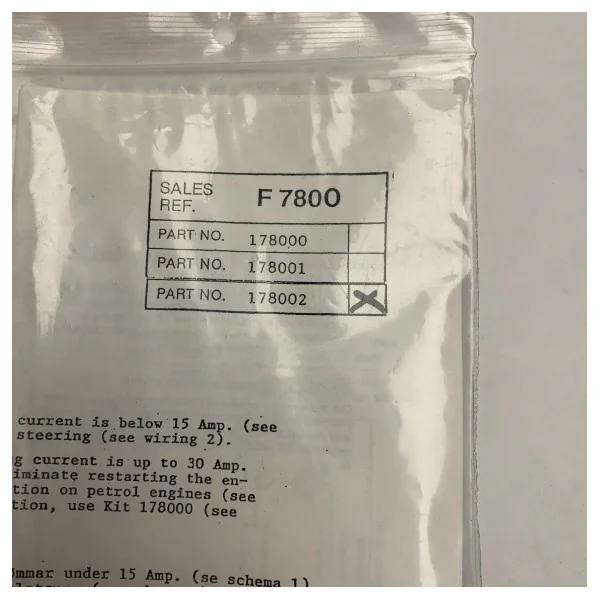 SALES
REF. F 7800
PART NO. 178000
PART NO. 178001
PART NO. 178002 X
current is below 15 Amp. (see
steering (see wiring 2).
g current is up to 30 Amp.
iminate restarting the en-
tion on petrol engines (see
tion, use Kit 178000 (see
ömmar under 15 Amp. (se schema 1)